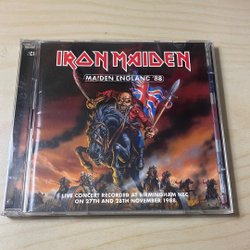 IRON MAIDEN
MAIDEN ENGLAND '88
LIVE CONCERT RECORDED AT BIRMINGHAM NEC
ON 27TH AND 28TH NOVEMBER 1988